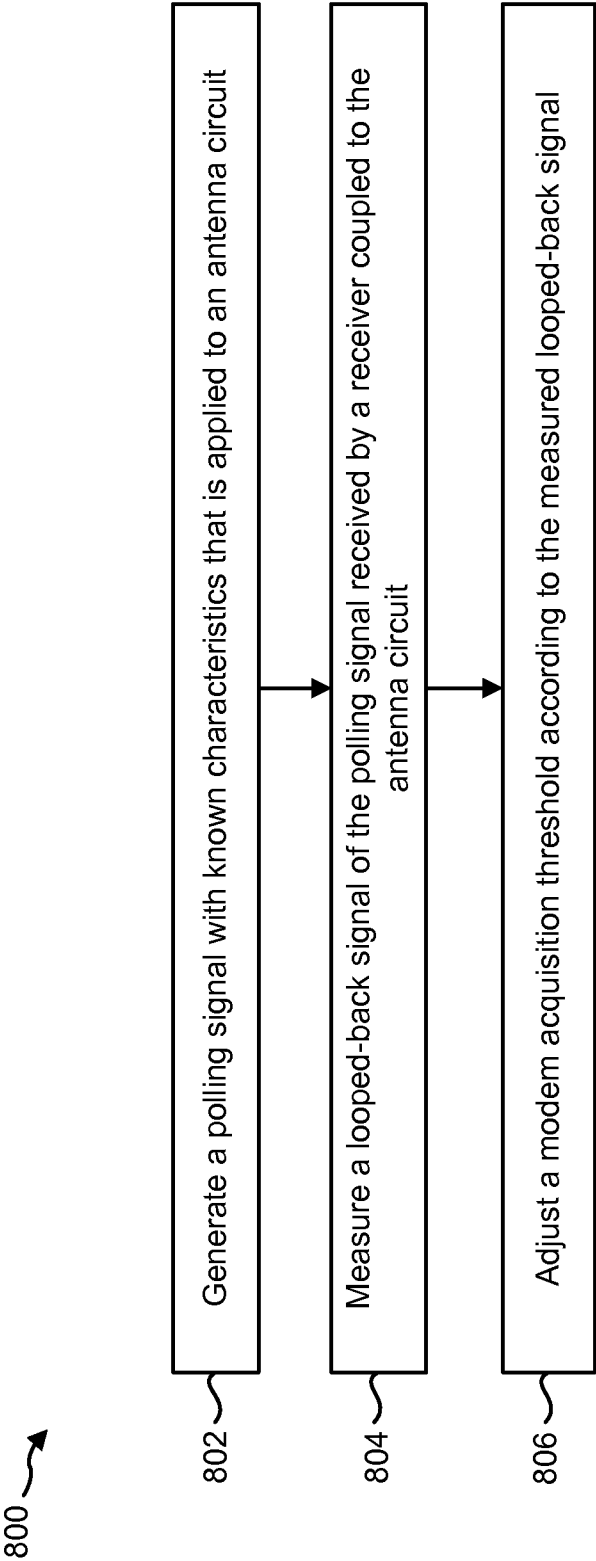 800
802
Generate a polling signal with known characteristics that is applied to an antenna circuit
804
Measure a looped-back signal of the polling signal received by a receiver coupled to the
antenna circuit
806
Adjust a modem acquisition threshold according to the measured looped-back signal